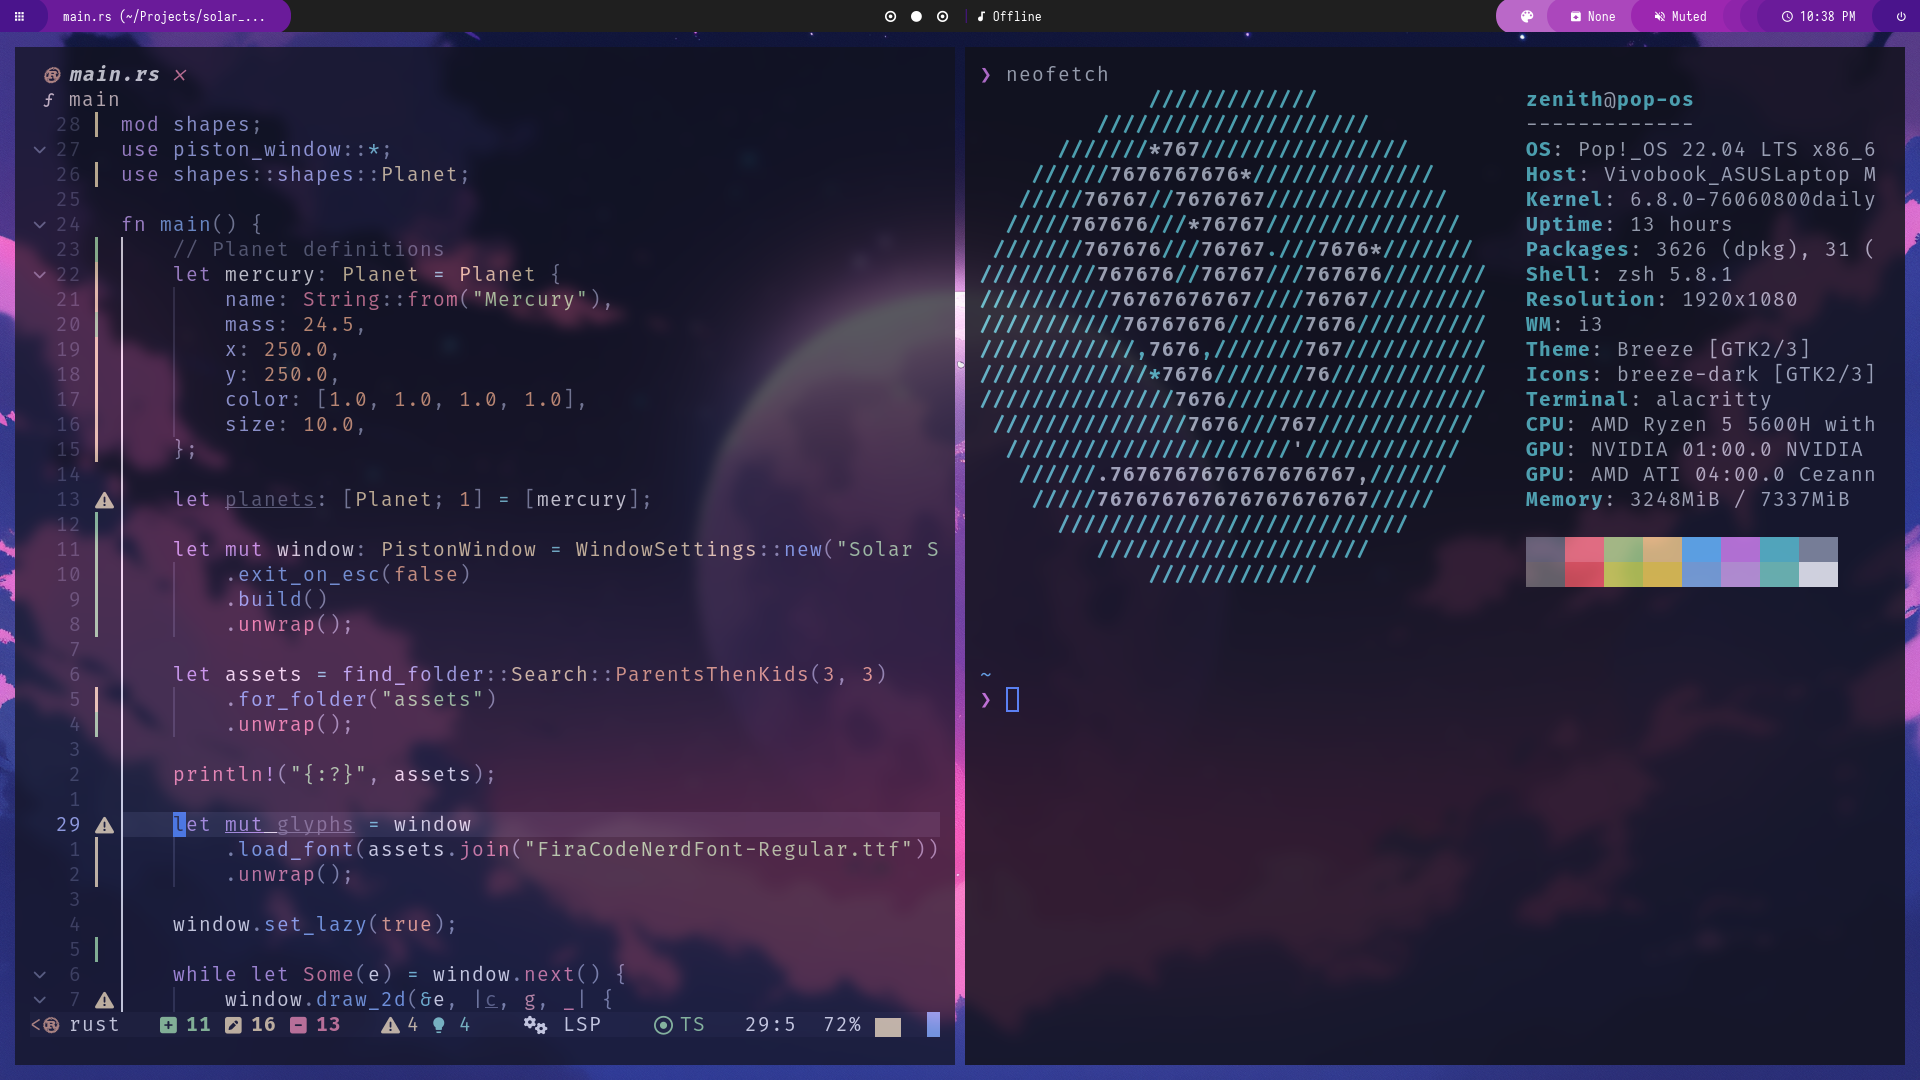 main.rs (~/Projects/solar_...
Offline
None
Muted
10:38 PM
main.rs ×
main
28 mod shapes;
27 use piston_window::*;
26 use shapes::shapes::Planet;
25
24 fn main() {
23 // Planet definitions
22 let mercury: Planet = Planet {
21 name: String::from("Mercury"),
20 mass: 24.5,
19 x: 250.0,
18 y: 250.0,
17 color: [1.0, 1.0, 1.0, 1.0],
16 size: 10.0,
15 };
14
13 let planets: [Planet; 1] = [mercury];
12
11 let mut window: PistonWindow = WindowSettings::new("Solar S
10 .exit_on_esc(false)
9 .build()
8 .unwrap();
7
6 let assets = find_folder::Search::ParentsThenKids(3, 3)
5 .for_folder("assets")
4 .unwrap();
3
2 println!("{:?}", assets);
1
29 let mut glyphs = window
1 .load_font(assets.join("FiraCodeNerdFont-Regular.ttf"))
2 .unwrap();
3
4 window.set_lazy(true);
5
6 while let Some(e) = window.next() {
7 window.draw_2d(&e, |c, g, _| {
< rust 11 16 13 4 4 LSP TS 29:5 72%
❯ neofetch
/////////////
/////////////////////
///////*767////////////////
//////7676767676*//////////////
/////76767//7676767//////////////
/////767676///*76767///////////////
///////767676///76767.///7676*///////
/////////767676//76767///767676////////
//////////76767676767////76767/////////
///////////76767676//////7676//////////
////////////,7676,///////767///////////
/////////////*7676///////76////////////
///////////////7676////////////////////
///////////////7676///767////////////
//////////////////////'////////////
//////.7676767676767676767,//////
/////767676767676767676767/////
///////////////////////////
/////////////////////
/////////////
zenith@pop-os
-------------
OS: Pop!_OS 22.04 LTS x86_6
Host: Vivobook_ASUSLaptop M
Kernel: 6.8.0-76060800daily
Uptime: 13 hours
Packages: 3626 (dpkg), 31 (
Shell: zsh 5.8.1
Resolution: 1920x1080
WM: i3
Theme: Breeze [GTK2/3]
Icons: breeze-dark [GTK2/3]
Terminal: alacritty
CPU: AMD Ryzen 5 5600H with
GPU: NVIDIA 01:00.0 NVIDIA
GPU: AMD ATI 04:00.0 Cezann
Memory: 3248MiB / 7337MiB
~
❯